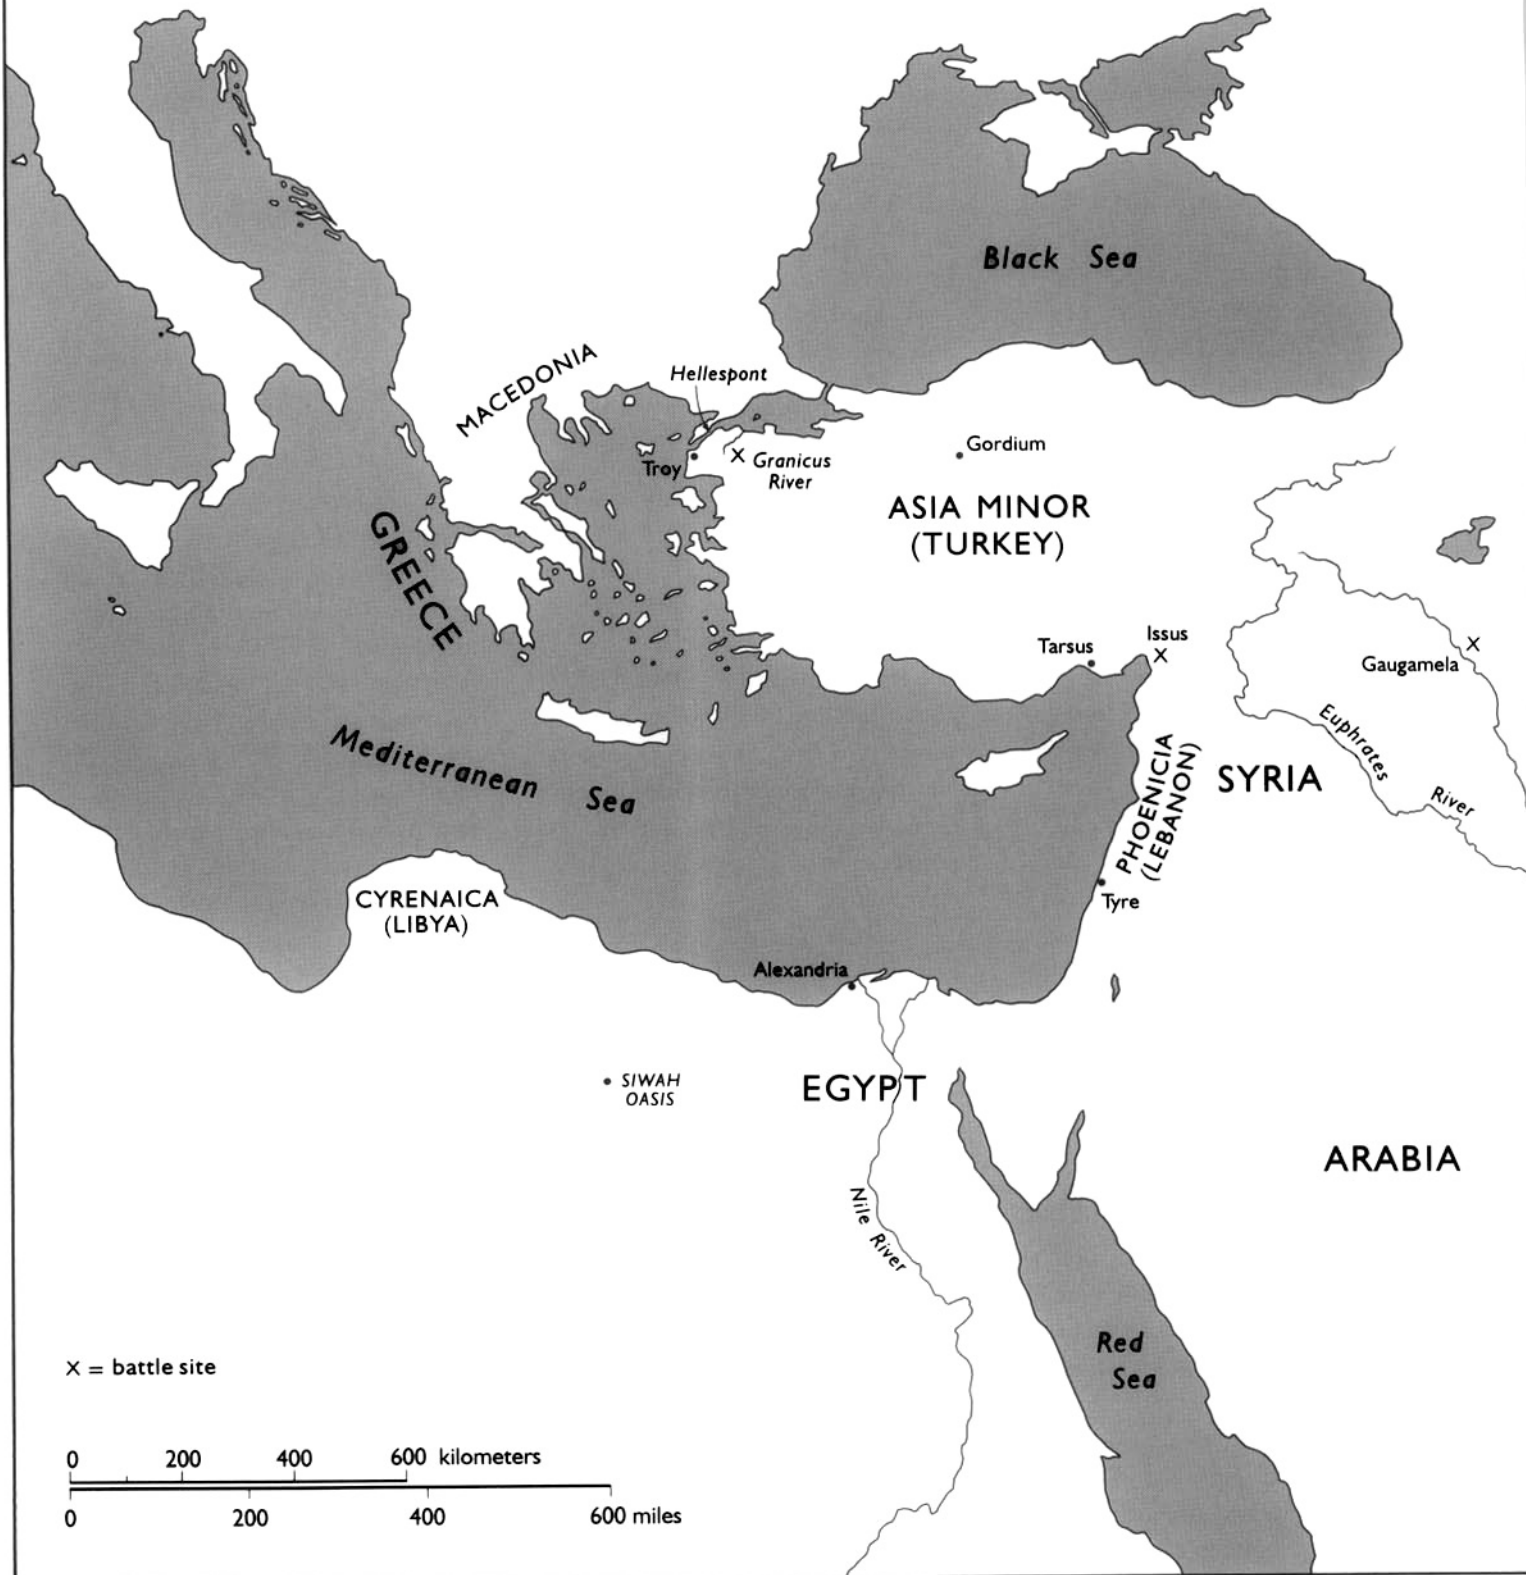 Black Sea
MACEDONIA
Hellespont
Troy
Granicus
River
Gordium
ASIA MINOR
(TURKEY)
GREECE
Tarsus
Issus
Gaugamela
Euphrates
River
Mediterranean Sea
SYRIA
PHOENICIA
(LEBANON)
Tyre
CYRENAICA
(LIBYA)
Alexandria
SIWAH
OASIS
EGYPT
ARABIA
Nile River
Red
Sea
X = battle site
0 200 400 600 kilometers
0 200 400 600 miles